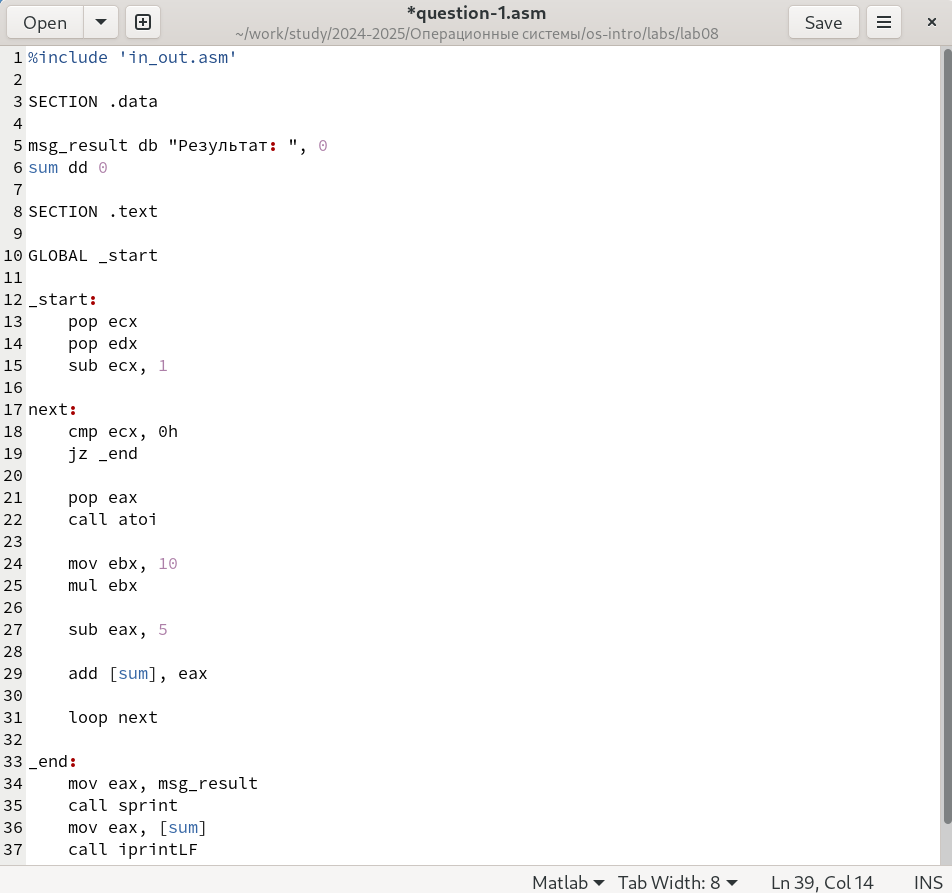 Open
*question-1.asm
~/work/study/2024-2025/Операционные системы/os-intro/labs/lab08
Save
1 %include 'in_out.asm'
2
3 SECTION .data
4
5 msg_result db "Результат: ", 0
6 sum dd 0
7
8 SECTION .text
9
10 GLOBAL _start
11
12 _start:
13     pop ecx
14     pop edx
15     sub ecx, 1
16
17 next:
18     cmp ecx, 0h
19     jz _end
20
21     pop eax
22     call atoi
23
24     mov ebx, 10
25     mul ebx
26
27     sub eax, 5
28
29     add [sum], eax
30
31     loop next
32
33 _end:
34     mov eax, msg_result
35     call sprint
36     mov eax, [sum]
37     call iprintLF
Matlab Tab Width: 8 Ln 39, Col 14 INS